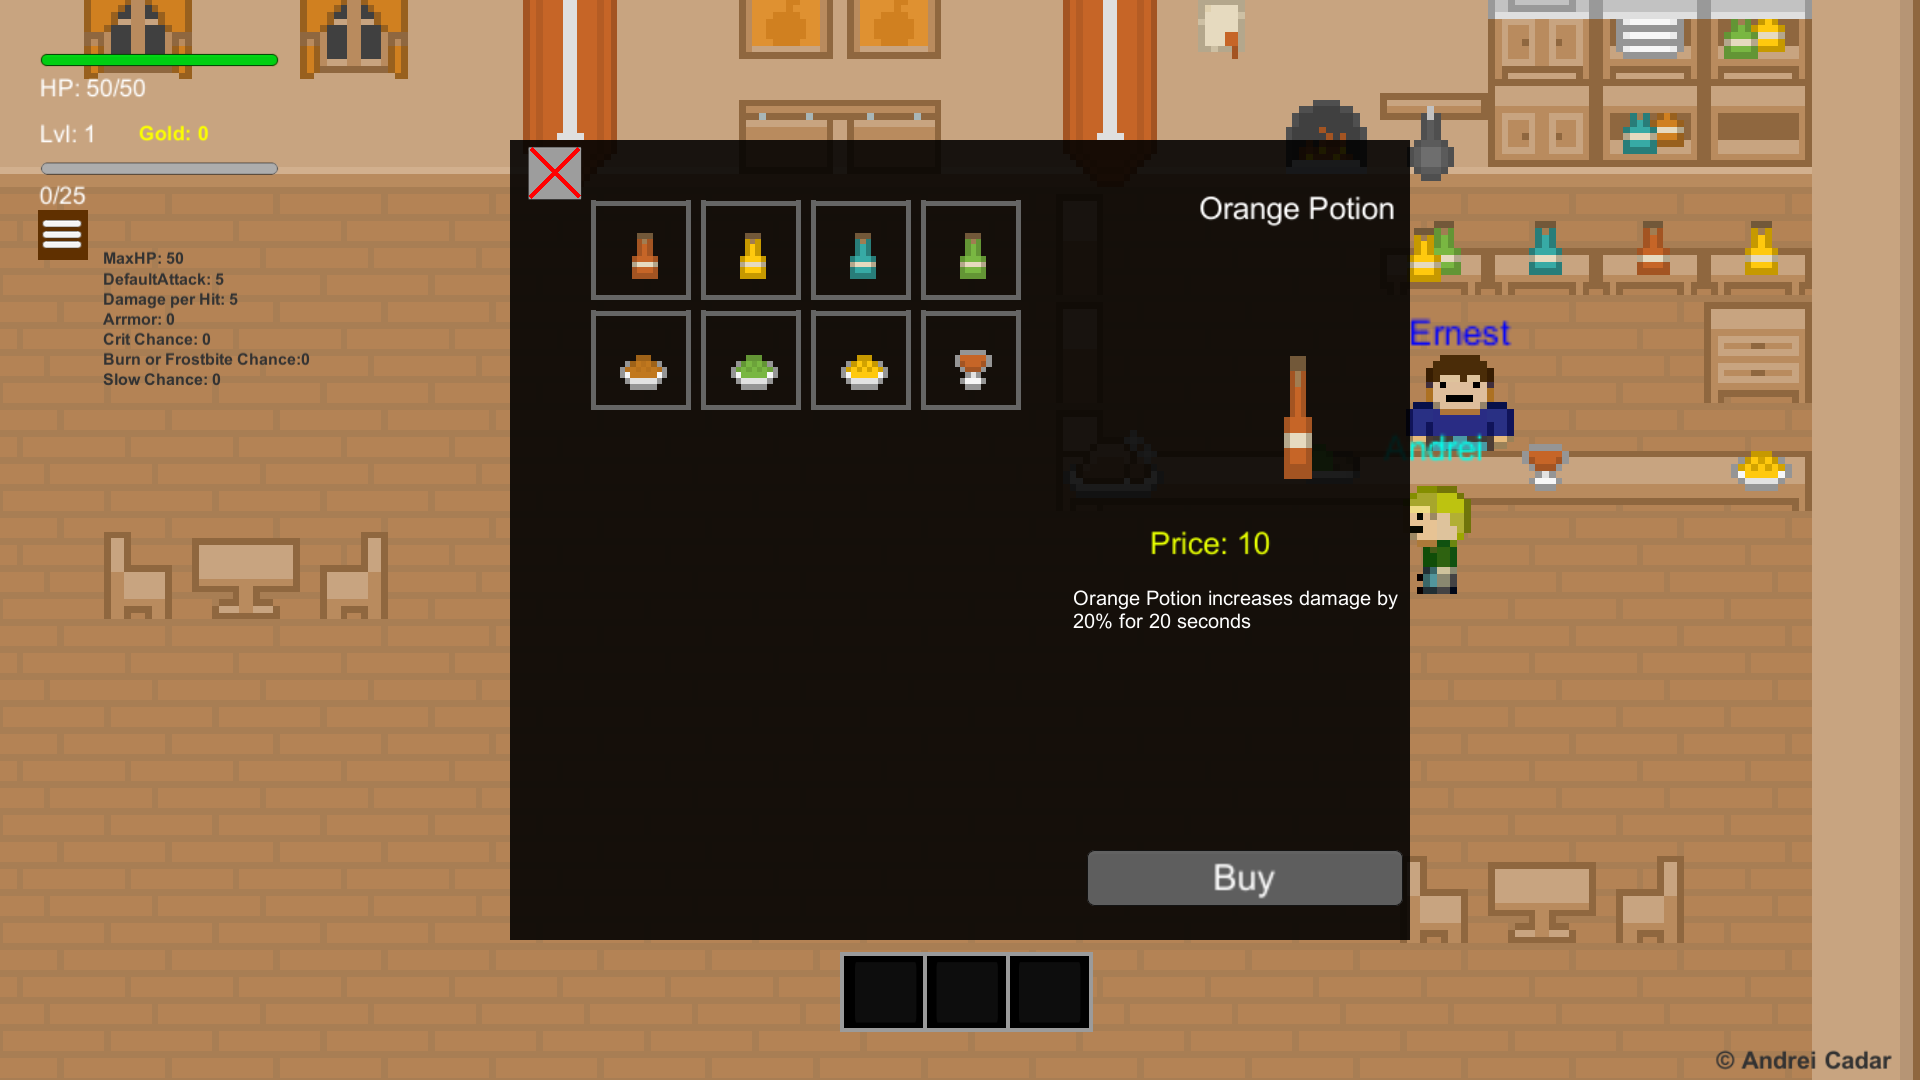 HP: 50/50
Lvl: 1
Gold: 0
0/25
MaxHP: 50
DefaultAttack: 5
Damage per Hit: 5
Arrmor: 0
Crit Chance: 0
Burn or Frostbite Chance:0
Slow Chance: 0
Orange Potion
Price: 10
Orange Potion increases damage by
20% for 20 seconds
Buy
Ernest
Andrei
© Andrei Cadar